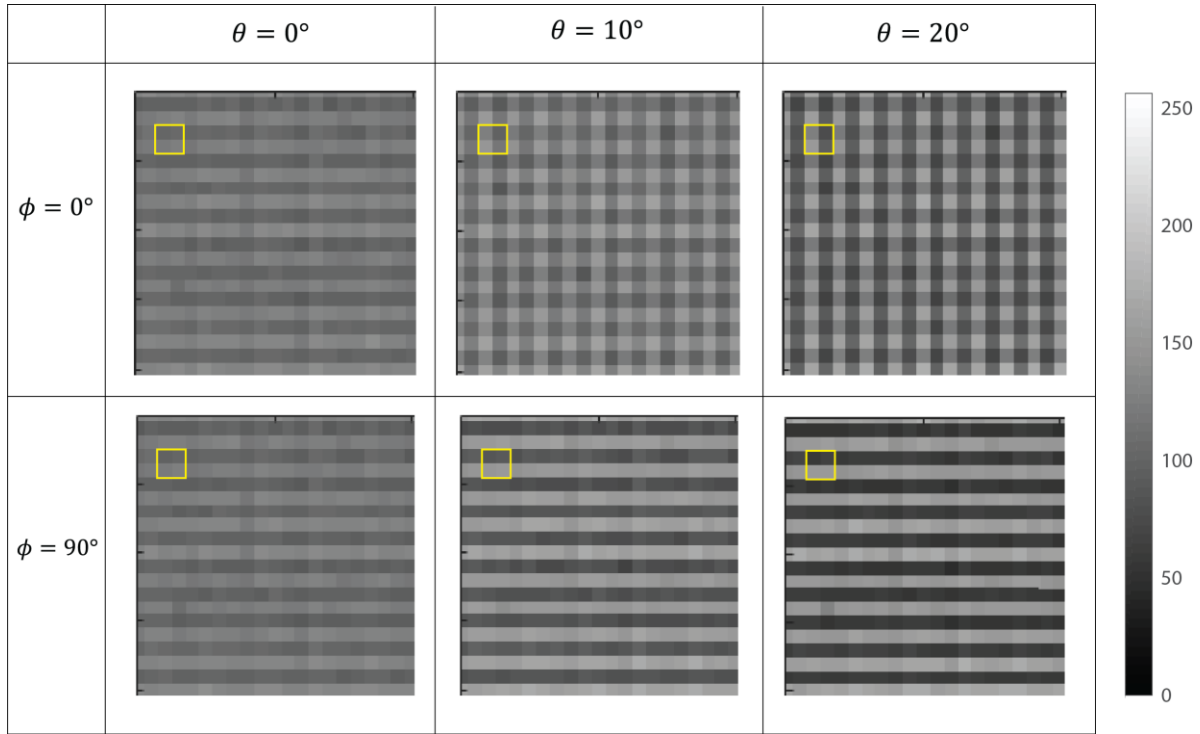 θ = 0°
θ = 10°
θ = 20°
ϕ = 0°
ϕ = 90°
250
200
150
100
50
0